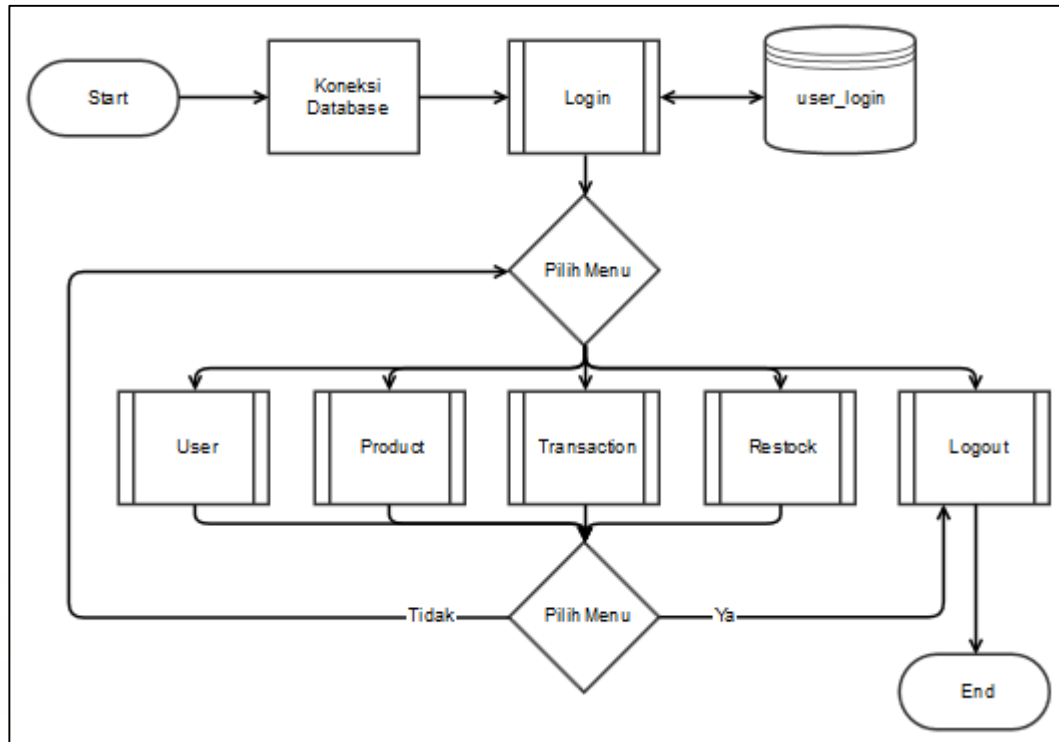 Start
Koneksi
Database
Login
user_login
Pilih Menu
User
Product
Transaction
Restock
Logout
Tidak
Pilih Menu
Ya
End